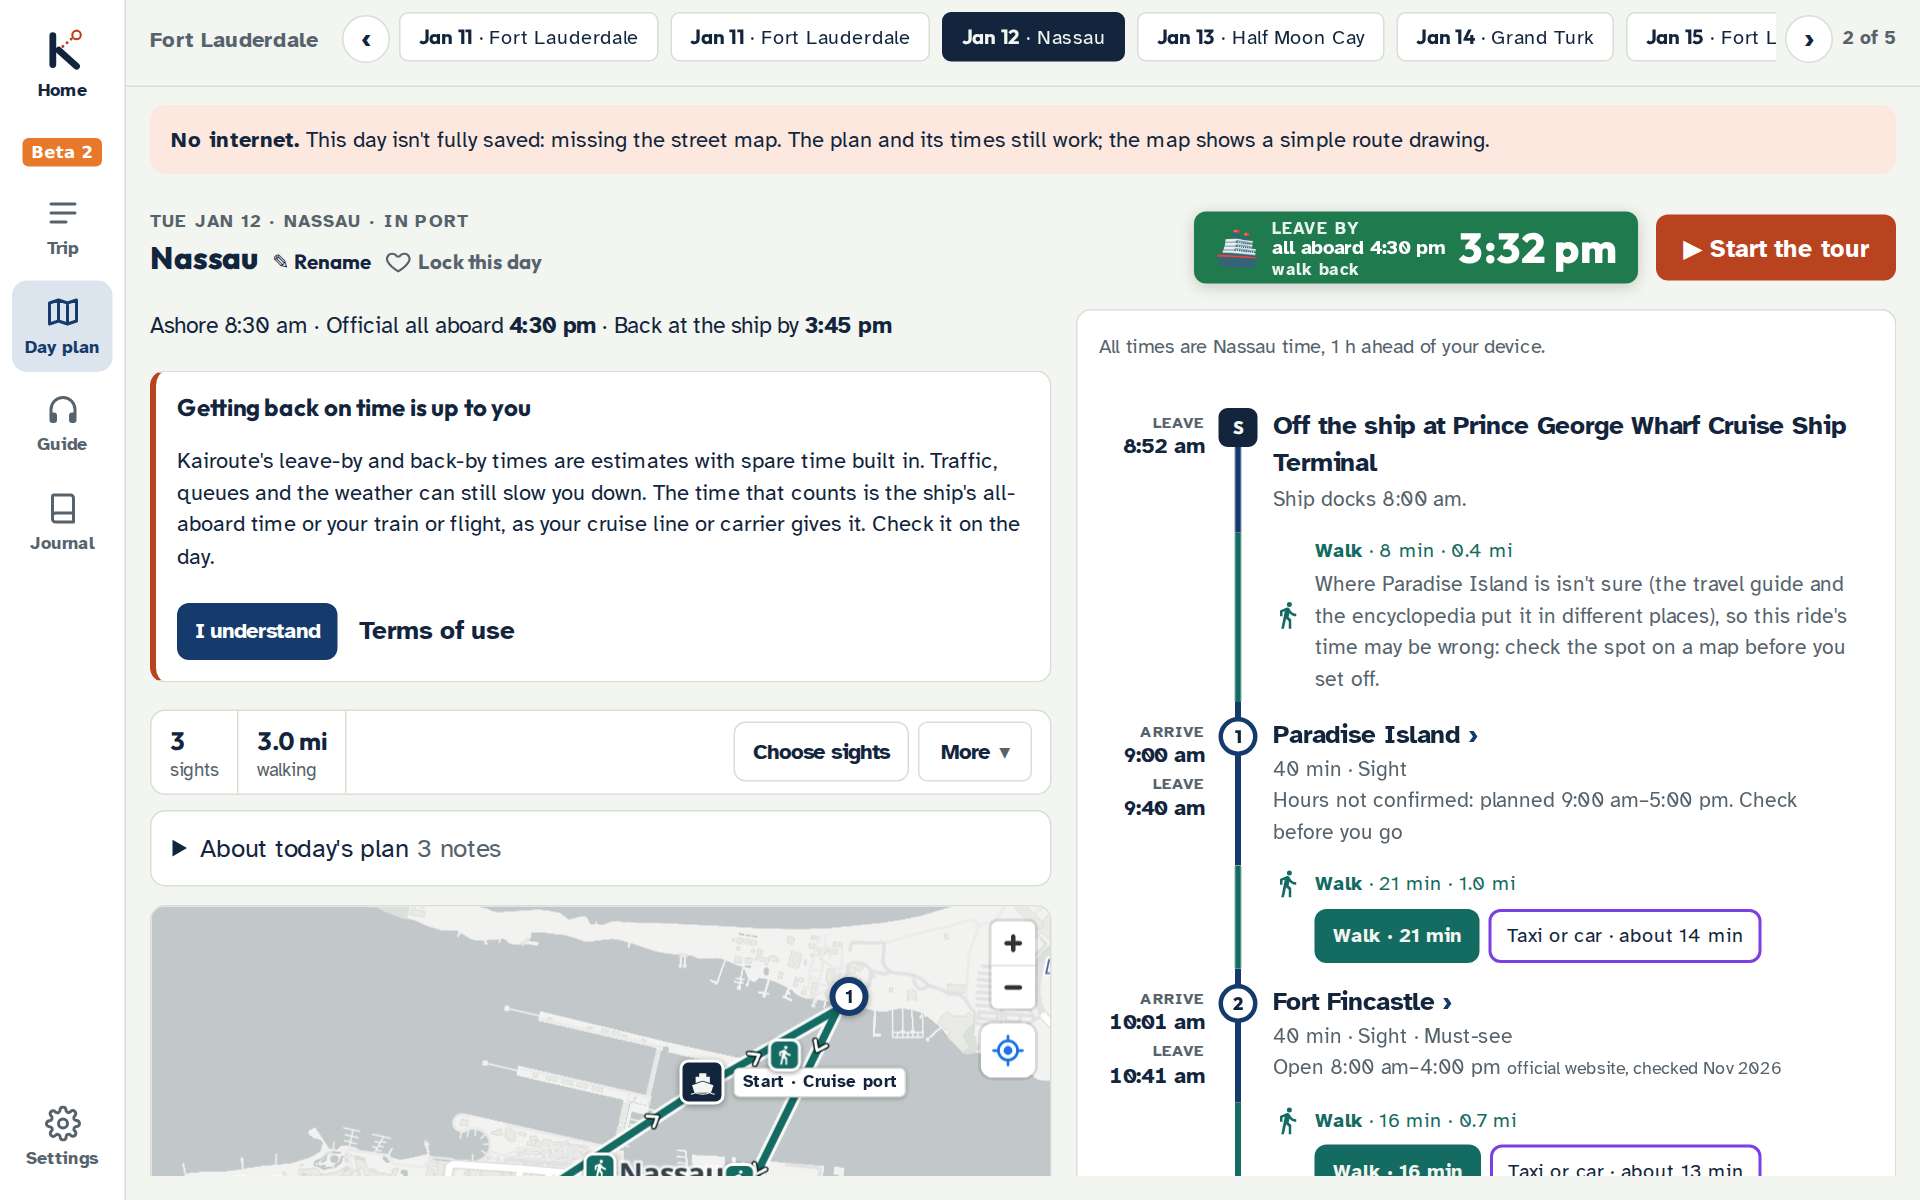 Home
Beta 2
Trip
Day plan
Guide
Journal
Settings
Fort Lauderdale
‹
Jan 11 · Fort Lauderdale
Jan 11 · Fort Lauderdale
Jan 12 · Nassau
Jan 13 · Half Moon Cay
Jan 14 · Grand Turk
Jan 15 · Fort L
›
2 of 5
No internet. This day isn't fully saved: missing the street map. The plan and its times still work; the map shows a simple route drawing.
TUE JAN 12 · NASSAU · IN PORT
Nassau ✎ Rename Lock this day
LEAVE BY
all aboard 4:30 pm
walk back
3:32 pm
▶ Start the tour
Ashore 8:30 am · Official all aboard 4:30 pm · Back at the ship by 3:45 pm
Getting back on time is up to you
Kairoute's leave-by and back-by times are estimates with spare time built in. Traffic,
queues and the weather can still slow you down. The time that counts is the ship's all-
aboard time or your train or flight, as your cruise line or carrier gives it. Check it on the
day.
I understand
Terms of use
3
sights
3.0 mi
walking
Choose sights
More ▼
▶ About today's plan 3 notes
+
−
1
Start · Cruise port
Nassau
All times are Nassau time, 1 h ahead of your device.
LEAVE
8:52 am
S
Off the ship at Prince George Wharf Cruise Ship
Terminal
Ship docks 8:00 am.
Walk · 8 min · 0.4 mi
Where Paradise Island is isn't sure (the travel guide and
the encyclopedia put it in different places), so this ride's
time may be wrong: check the spot on a map before you
set off.
ARRIVE
9:00 am
LEAVE
9:40 am
1
Paradise Island ›
40 min · Sight
Hours not confirmed: planned 9:00 am–5:00 pm. Check
before you go
Walk · 21 min · 1.0 mi
Walk · 21 min
Taxi or car · about 14 min
ARRIVE
10:01 am
LEAVE
10:41 am
2
Fort Fincastle ›
40 min · Sight · Must-see
Open 8:00 am–4:00 pm official website, checked Nov 2026
Walk · 16 min · 0.7 mi
Walk · 16 min
Taxi or car · about 13 min